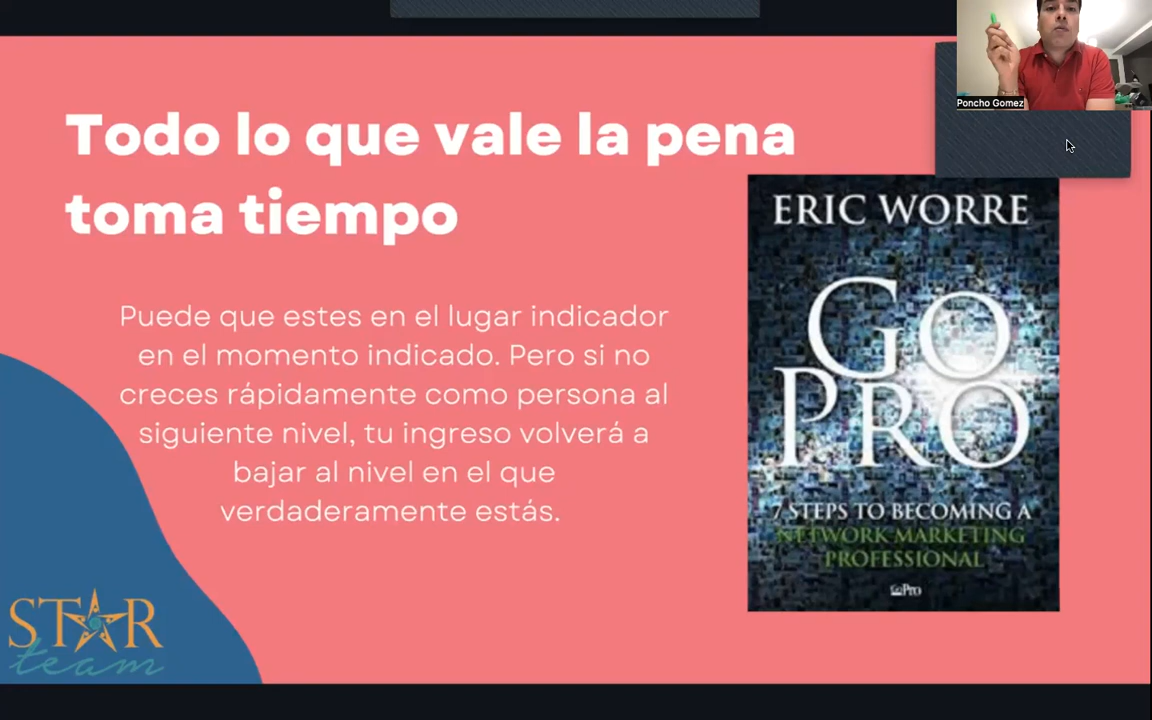 Poncho Gomez
Todo lo que vale la pena
toma tiempo
Puede que estes en el lugar indicador
en el momento indicado. Pero si no
creces rápidamente como persona al
siguiente nivel, tu ingreso volverá a
bajar al nivel en el que
verdaderamente estás.
ERIC WORRE
GO
PRO
7 STEPS TO BECOMING A
NETWORK MARKETING
PROFESSIONAL
GoPro
STAR
team